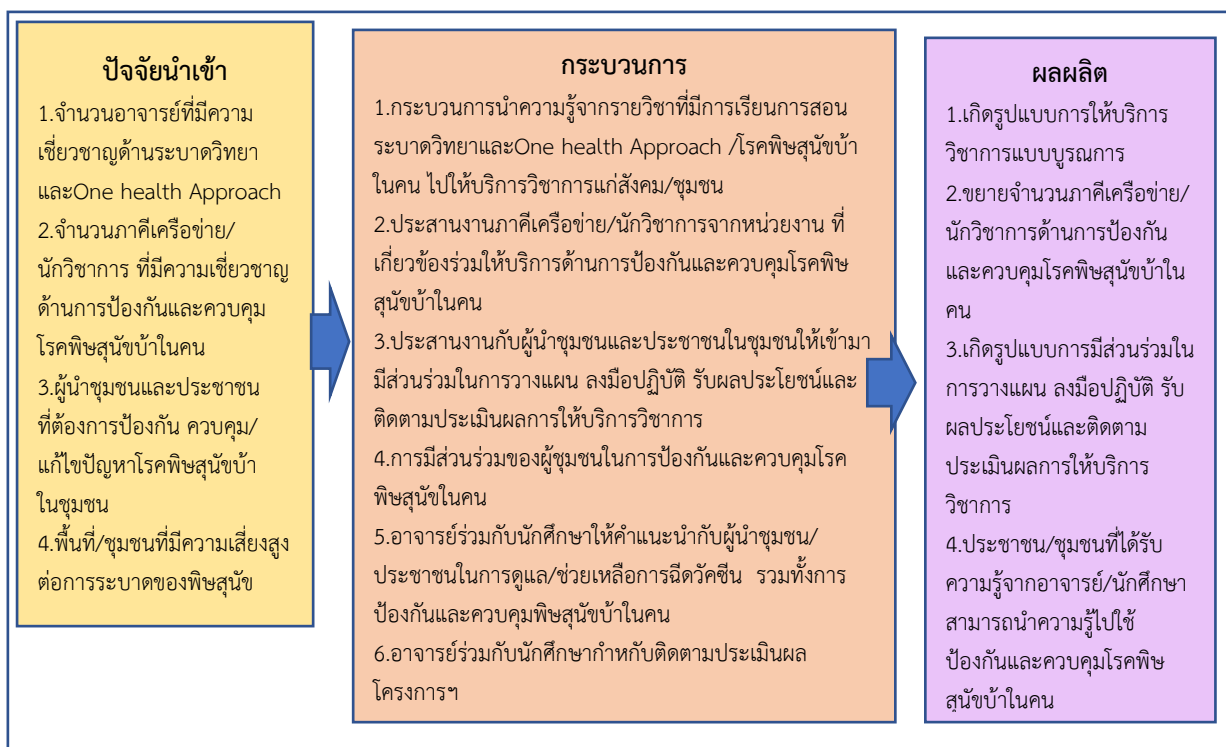 ปัจจัยนำเข้า
1.จำนวนอาจารย์ที่มีความ
เชี่ยวชาญด้านระบาดวิทยา
และOne health Approach
2.จำนวนภาคีเครือข่าย/
นักวิชาการ ที่มีความเชี่ยวชาญ
ด้านการป้องกันและควบคุม
โรคพิษสุนัขบ้าในคน
3.ผู้นำชุมชนและประชาชน
ที่ต้องการป้องกัน ควบคุม/
แก้ไขปัญหาโรคพิษสุนัขบ้า
ในชุมชน
4.พื้นที่/ชุมชนที่มีความเสี่ยงสูง
ต่อการระบาดของพิษสุนัข
กระบวนการ
1.กระบวนการนำความรู้จากรายวิชาที่มีการเรียนการสอน
ระบาดวิทยาและOne health Approach /โรคพิษสุนัขบ้า
ในคน ไปให้บริการวิชาการแก่สังคม/ชุมชน
2.ประสานงานภาคีเครือข่าย/นักวิชาการจากหน่วยงาน ที่
เกี่ยวข้องร่วมให้บริการด้านการป้องกันและควบคุมโรคพิษ
สุนัขบ้าในคน
3.ประสานงานกับผู้นำชุมชนและประชาชนในชุมชนให้เข้ามา
มีส่วนร่วมในการวางแผน ลงมือปฏิบัติ รับผลประโยชน์และ
ติดตามประเมินผลการให้บริการวิชาการ
4.การมีส่วนร่วมของผู้ชุมชนในการป้องกันและควบคุมโรค
พิษสุนัขในคน
5.อาจารย์ร่วมกับนักศึกษาให้คำแนะนำกับผู้นำชุมชน/
ประชาชนในการดูแล/ช่วยเหลือการฉีดวัคซีน รวมทั้งการ
ป้องกันและควบคุมพิษสุนัขบ้าในคน
6.อาจารย์ร่วมกับนักศึกษากำหกับติดตามประเมินผล
โครงการฯ
ผลผลิต
1.เกิดรูปแบบการให้บริการ
วิชาการแบบบูรณการ
2.ขยายจำนวนภาคีเครือข่าย/
นักวิชาการด้านการป้องกัน
และควบคุมโรคพิษสุนัขบ้าใน
คน
3.เกิดรูปแบบการมีส่วนร่วมใน
การวางแผน ลงมือปฏิบัติ รับ
ผลประโยชน์และติดตาม
ประเมินผลการให้บริการ
วิชาการ
4.ประชาชน/ชุมชนที่ได้รับ
ความรู้จากอาจารย์/นักศึกษา
สามารถนำความรู้ไปใช้
ป้องกันและควบคุมโรคพิษ
สุนัขบ้าในคน